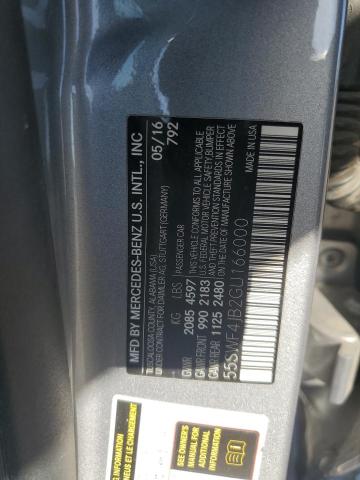 MFD BY MERCEDES-BENZ U.S. INTL., INC 05/16
TUSCALOOSA COUNTY, ALABAMA (USA) 792
UNDER CONTRACT FOR DAIMLER AG, STUTTGART (GERMANY)
KG LBS PASSENGER CAR
GAWR 2085 4597 THIS VEHICLE CONFORMS TO ALL APPLICABLE
GAWR FRONT 990 2183 U.S. FEDERAL MOTOR VEHICLE SAFETY, BUMPER
GAWR REAR 1125 2480 AND THEFT PREVENTION STANDARDS IN EFFECT ON THE DATE OF MANUFACTURE SHOWN ABOVE
55SWF4JB2GU166000 MADE IN USA
INFORMATION
LE CHARGEMENT
SEE OWNER'S
MANUAL FOR